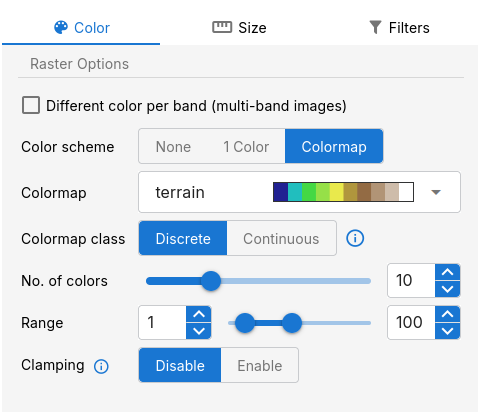 Color Size Filters
Raster Options
Different color per band (multi-band images)
Color scheme None 1 Color Colormap
Colormap terrain
Colormap class Discrete Continuous
No. of colors 10
Range 1 100
Clamping Disable Enable